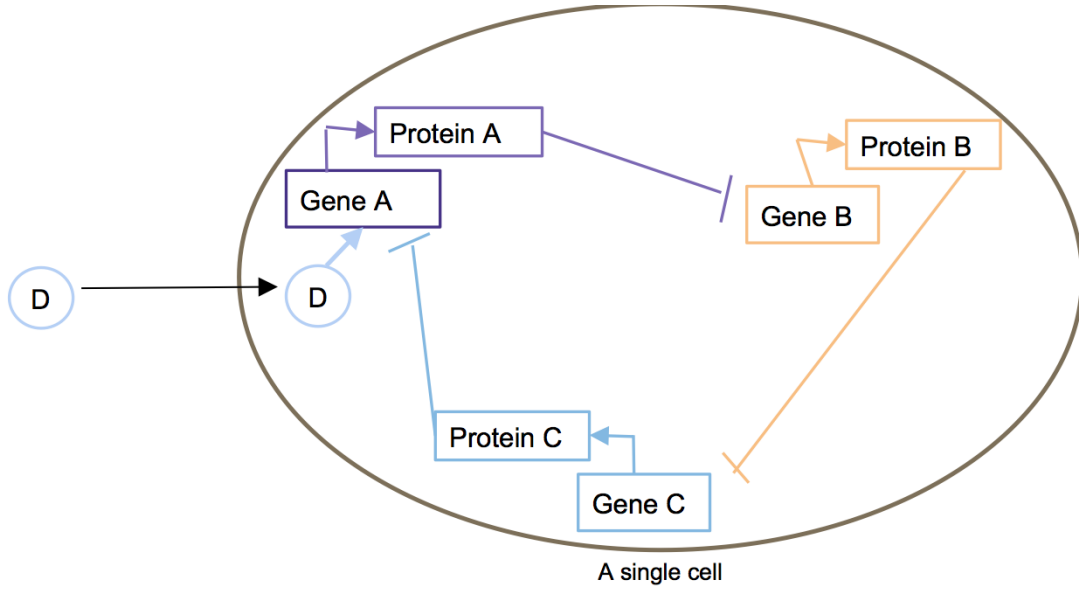 Protein A
Protein B
Gene A
Gene B
D
D
Protein C
Gene C
A single cell